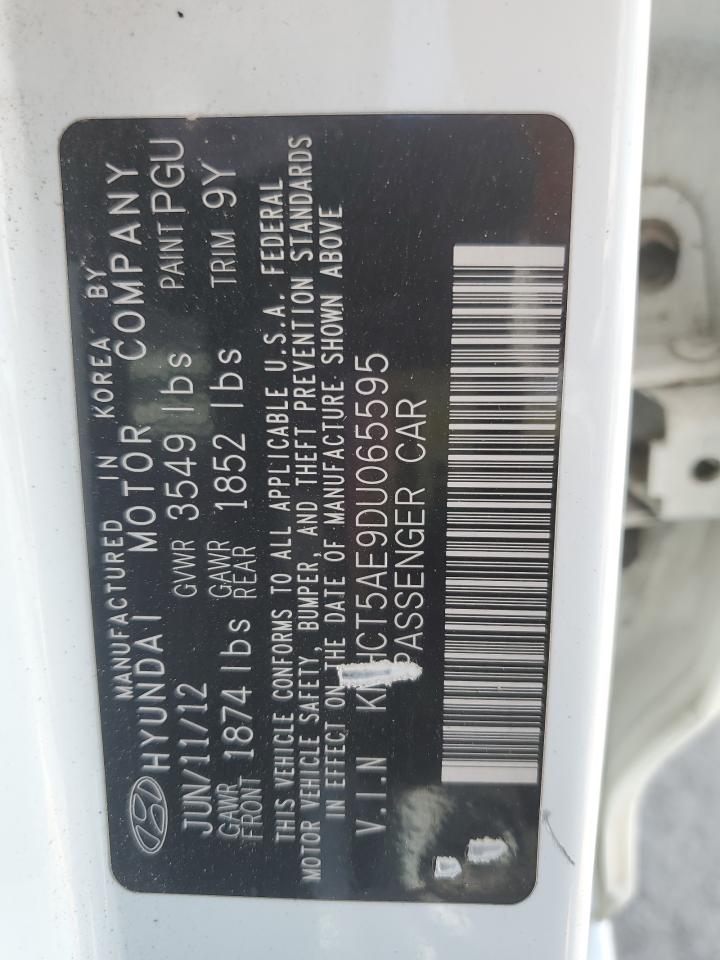 MANUFACTURED IN KOREA BY
HYUNDAI MOTOR COMPANY
JUN/11/12 GVWR 3549 lbs PAINT PGU
GAWR FRONT 1874 lbs GAWR REAR 1852 lbs TRIM 9Y
THIS VEHICLE CONFORMS TO ALL APPLICABLE U.S.A. FEDERAL
MOTOR VEHICLE SAFETY, BUMPER, AND THEFT PREVENTION STANDARDS
IN EFFECT ON THE DATE OF MANUFACTURE SHOWN ABOVE
V.I.N KMHCT5AE9DU065595
PASSENGER CAR